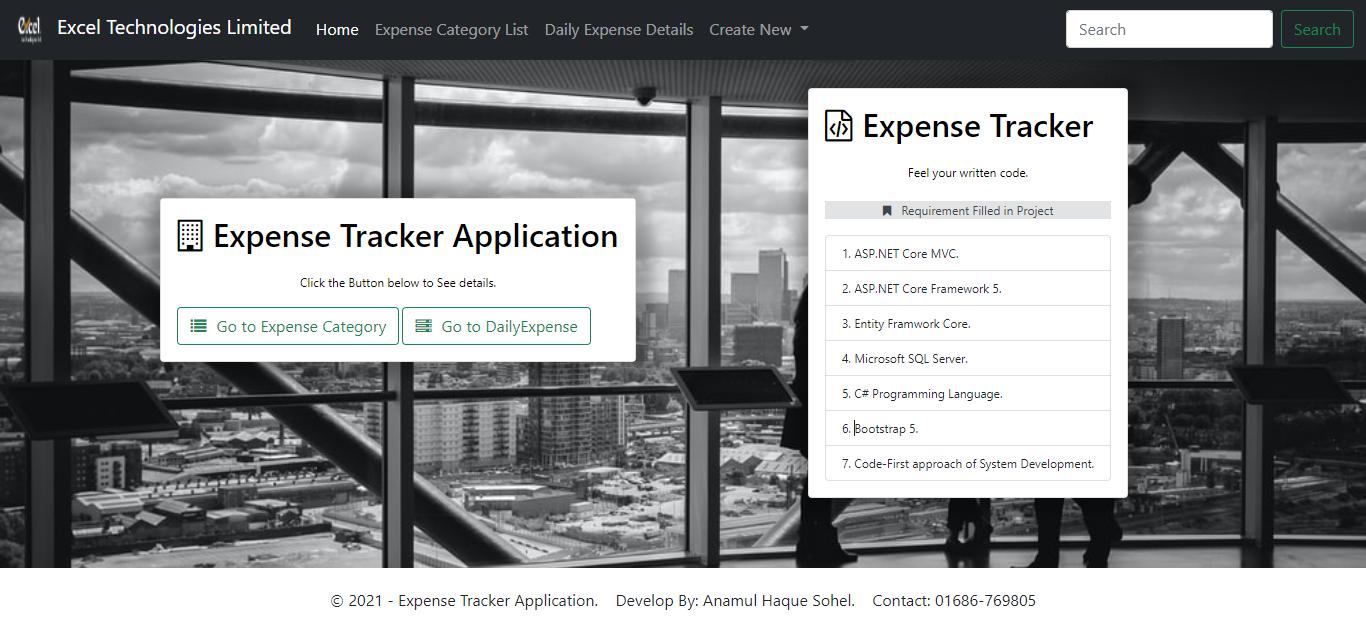 Excel
Excel Technologies Limited
Home
Expense Category List
Daily Expense Details
Create New
Search
Search
Expense Tracker Application
Click the Button below to See details.
Go to Expense Category
Go to DailyExpense
Expense Tracker
Feel your written code.
Requirement Filled in Project
1. ASP.NET Core MVC.
2. ASP.NET Core Framework 5.
3. Entity Framwork Core.
4. Microsoft SQL Server.
5. C# Programming Language.
6. Bootstrap 5.
7. Code-First approach of System Development.
© 2021 - Expense Tracker Application. Develop By: Anamul Haque Sohel. Contact: 01686-769805